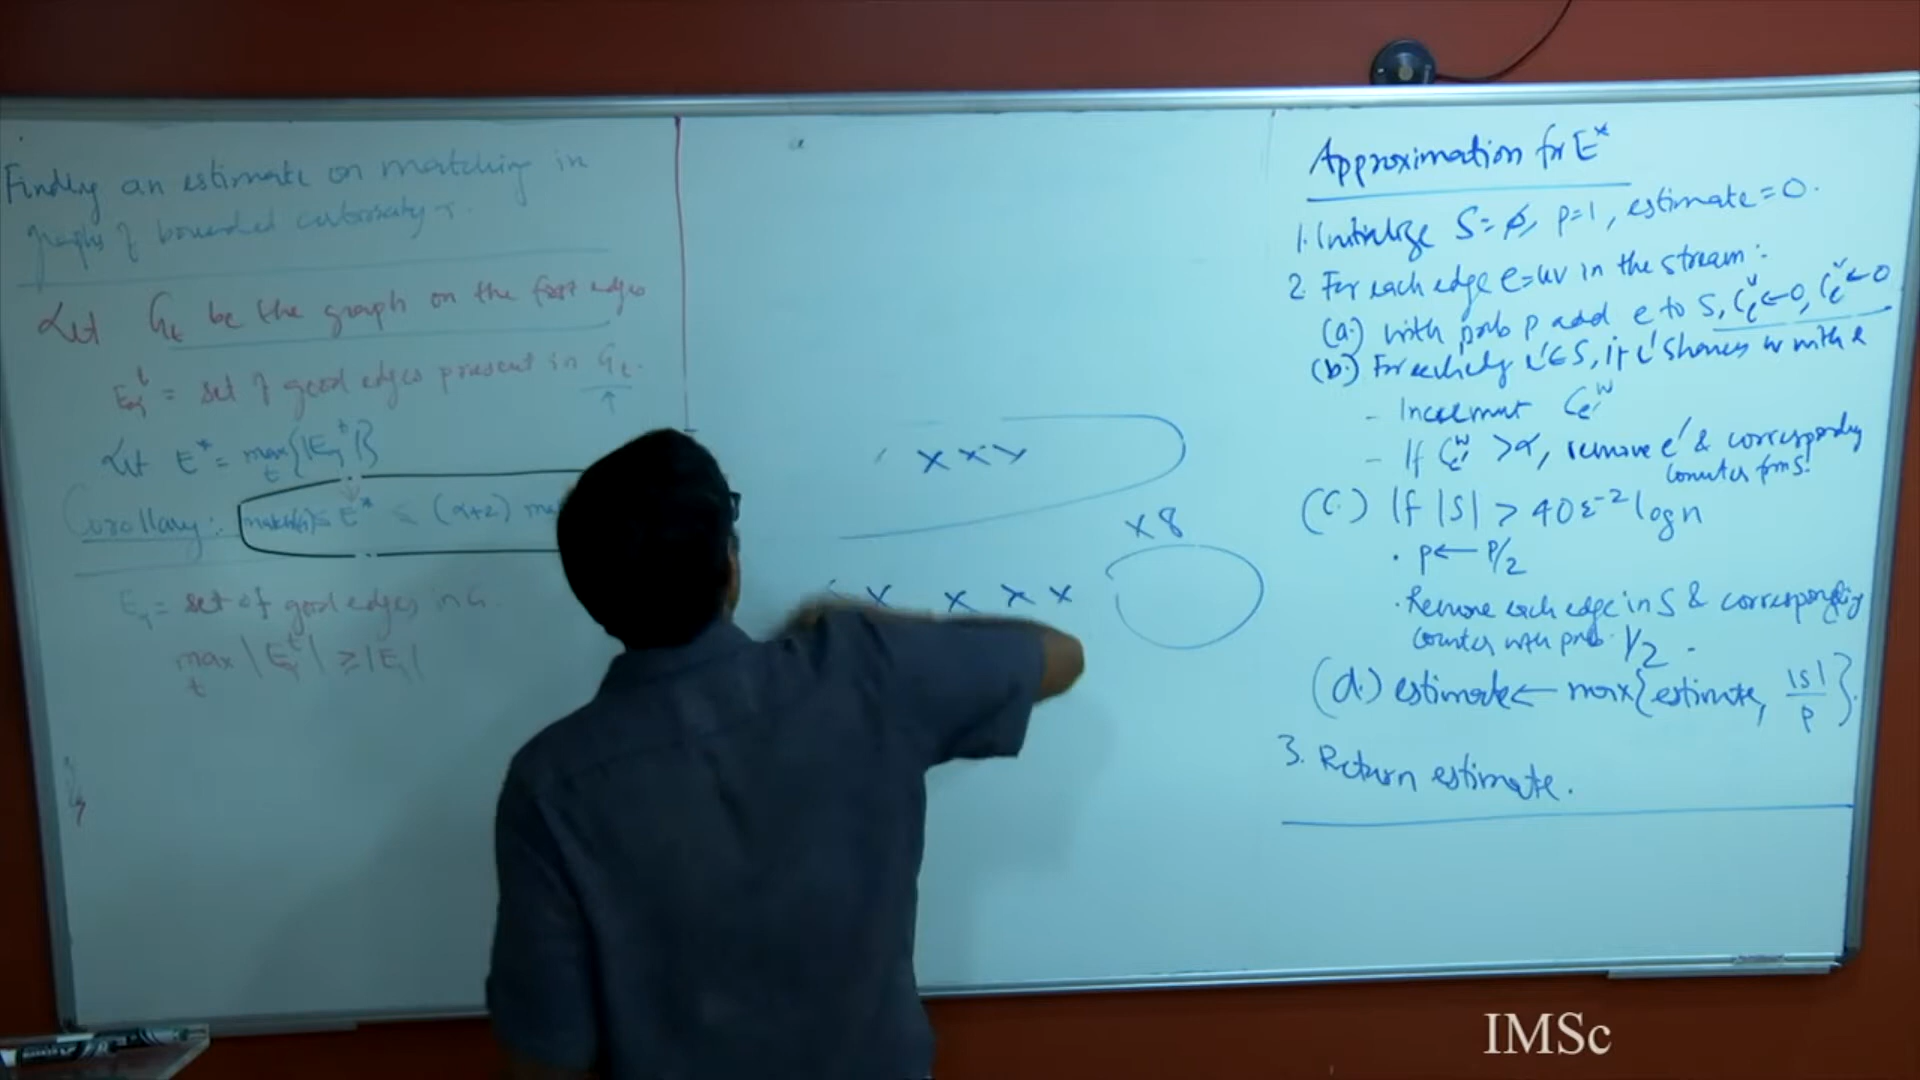 Finding an estimate on matching in
graphs of bounded
Let G_t be the graph on the first edges
E_α^t = set of good edges present in G_t.
↑
Let E* = max_t {|E_α^t|}
Corollary: match(G) ≤ E* ≤ (α+2)
E_α = set of good edges in G.
max_t |E_α^t| ≥ |E_α|
x x x
x 8
x x x x x
Approximation for E*
1. Initialize S = ϕ, p=1, estimate = 0.
2. For each edge e=uv in the stream:
(a.) with prob p add e to S, C_e^u ← 0, C_e^v ← 0
(b.) For each edge e' ∈ S, if e' shares w with e
- Increment C_e'^w
- If C_e'^w > α, remove e' & corresponding
counter from S.
(c.) If |S| > 40 ε^-2 log n
· p ← p/2
· Remove each edge in S & corresponding
counter with prob. 1/2.
(d.) estimate ← max{estimate, |S|/p}.
3. Return estimate.
IMSc